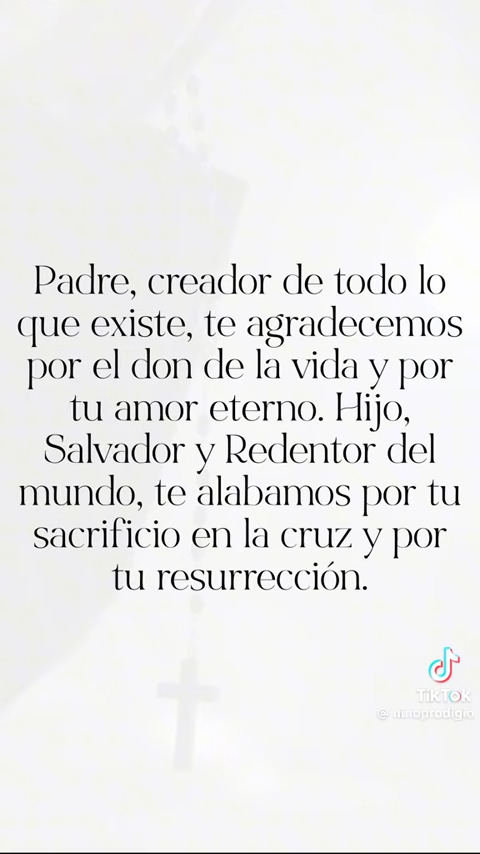 Padre, creador de todo lo
que existe, te agradecemos
por el don de la vida y por
tu amor eterno. Hijo,
Salvador y Redentor del
mundo, te alabamos por tu
sacrificio en la cruz y por
tu resurrección.
TikTok
@ninoprodigio